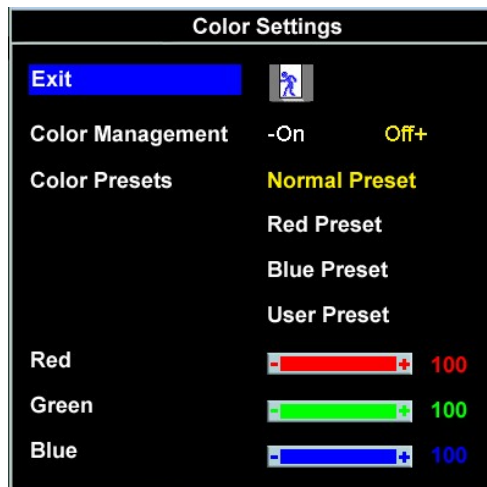 Color Settings
Exit
Color Management -On Off+
Color Presets Normal Preset
Red Preset
Blue Preset
User Preset
Red - + 100
Green - + 100
Blue - + 100